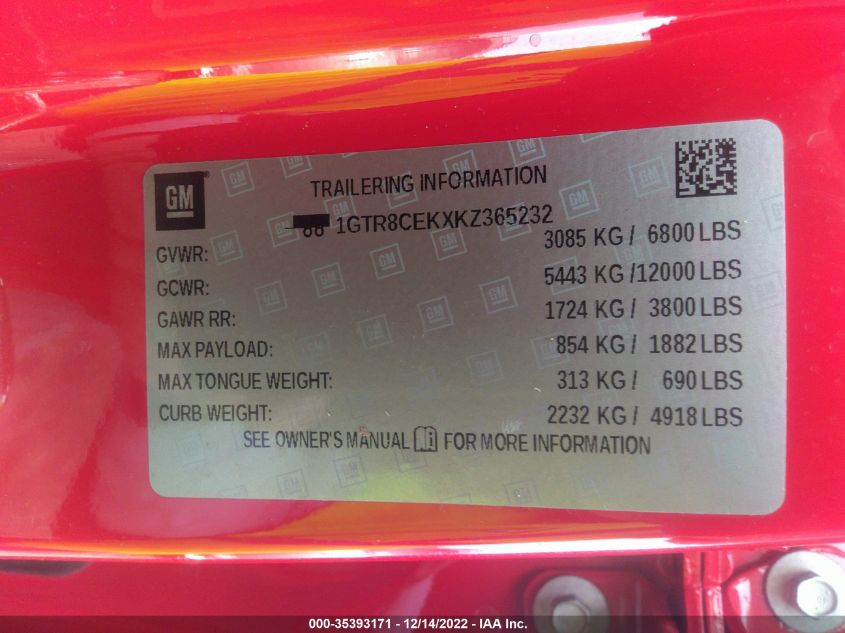 GM
TRAILERING INFORMATION
1GTR8CEKXKZ365232
GVWR: 3085 KG / 6800 LBS
GCWR: 5443 KG /12000 LBS
GAWR RR: 1724 KG / 3800 LBS
MAX PAYLOAD: 854 KG / 1882 LBS
MAX TONGUE WEIGHT: 313 KG / 690 LBS
CURB WEIGHT: 2232 KG / 4918 LBS
SEE OWNER'S MANUAL FOR MORE INFORMATION
000-35393171 - 12/14/2022 - IAA Inc.